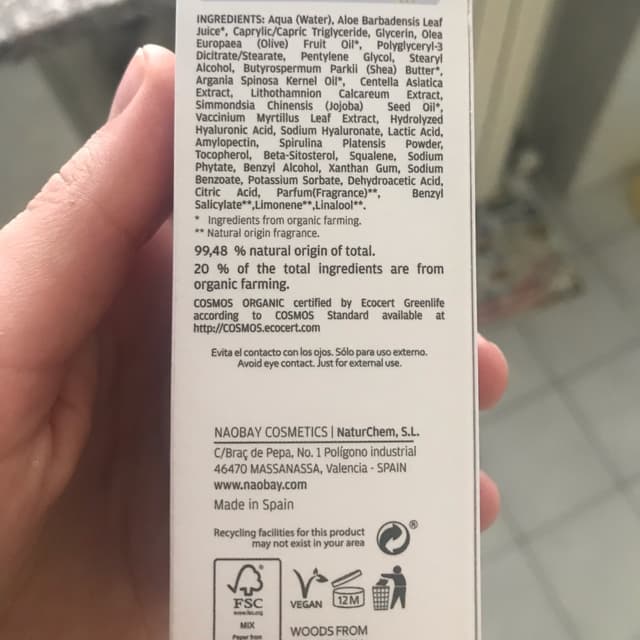 INGREDIENTS: Aqua (Water), Aloe Barbadensis Leaf
Juice*, Caprylic/Capric Triglyceride, Glycerin, Olea
Europaea (Olive) Fruit Oil*, Polyglyceryl-3
Dicitrate/Stearate, Pentylene Glycol, Stearyl
Alcohol, Butyrospermum Parkii (Shea) Butter*,
Argania Spinosa Kernel Oil*, Centella Asiatica
Extract, Lithothamnion Calcareum Extract,
Simmondsia Chinensis (Jojoba) Seed Oil*,
Vaccinium Myrtillus Leaf Extract, Hydrolyzed
Hyaluronic Acid, Sodium Hyaluronate, Lactic Acid,
Amylopectin, Spirulina Platensis Powder,
Tocopherol, Beta-Sitosterol, Squalene, Sodium
Phytate, Benzyl Alcohol, Xanthan Gum, Sodium
Benzoate, Potassium Sorbate, Dehydroacetic Acid,
Citric Acid, Parfum(Fragrance)**, Benzyl
Salicylate**,Limonene**,Linalool**.
* Ingredients from organic farming.
** Natural origin fragrance.
99,48 % natural origin of total.
20 % of the total ingredients are from
organic farming.
COSMOS ORGANIC certified by Ecocert Greenlife
according to COSMOS Standard available at
http://COSMOS.ecocert.com
Evita el contacto con los ojos. Sólo para uso externo.
Avoid eye contact. Just for external use.
NAOBAY COSMETICS | NaturChem, S.L.
C/Braç de Pepa, No. 1 Polígono industrial
46470 MASSANASSA, Valencia - SPAIN
www.naobay.com
Made in Spain
Recycling facilities for this product
may not exist in your area
®
FSC
www.fsc.org
MIX
Paper from
VEGAN
12M
WOODS FROM